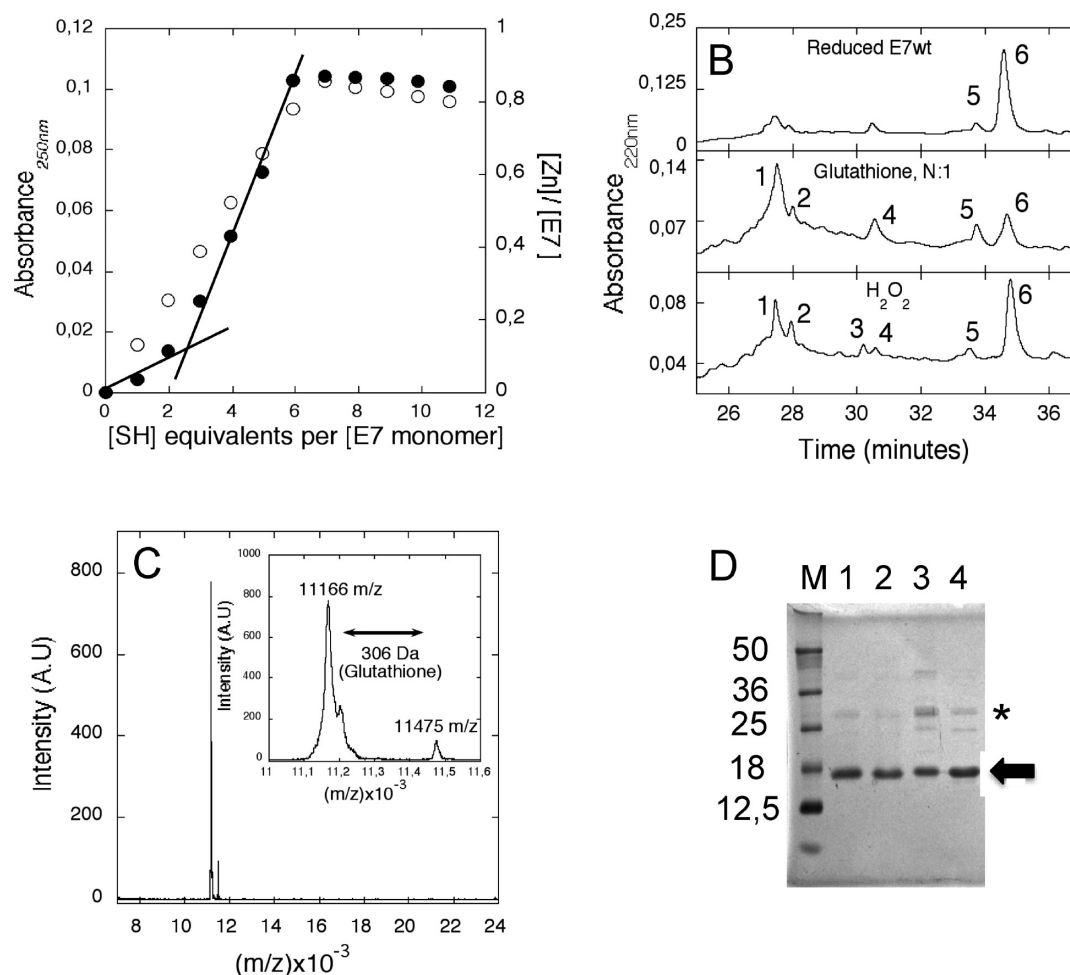 0,12
0,1
0,08
0,06
0,04
0,02
0
Absorbance 250nm
1
0,8
0,6
0,4
0,2
0
[Zn]/ [E7]
0 2 4 6 8 10 12
[SH] equivalents per [E7 monomer]
B
0,25
0,125
0
Reduced E7wt
5
6
0,14
0,07
Glutathione, N:1
1
2
4
5
6
0,08
0,04
H2O2
1
2
3
4
5
6
Absorbance 220nm
26 28 30 32 34 36
Time (minutes)
C
800
600
400
200
0
Intensity (A.U)
8 10 12 14 16 18 20 22 24
(m/z)x10-3
1000
800
600
400
200
0
Intensity (A.U)
11166 m/z
306 Da
(Glutathione)
11475 m/z
11 11,1 11,2 11,3 11,4 11,5 11,6
(m/z)x10-3
D
M 1 2 3 4
50
36
25
18
12,5
*